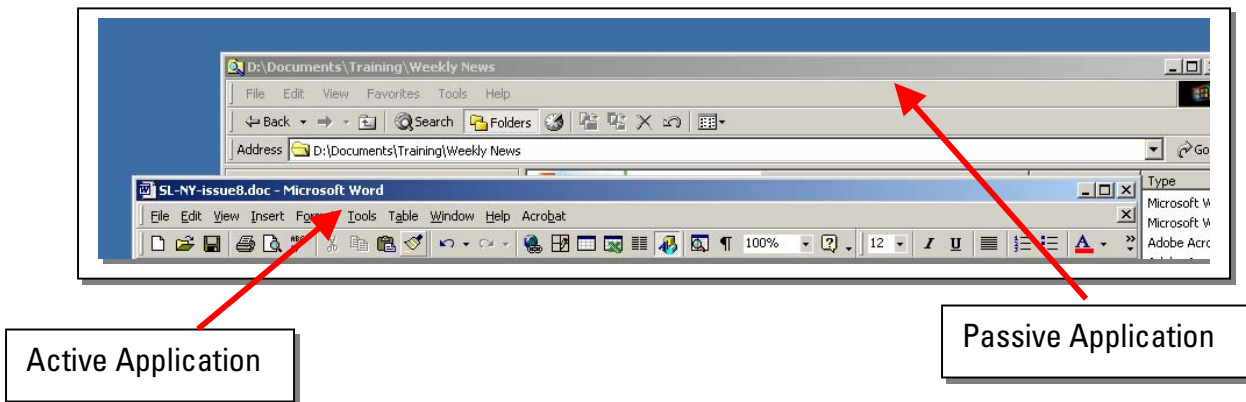 D:\Documents\Training\Weekly News
File Edit View Favorites Tools Help
Back Search Folders
Address D:\Documents\Training\Weekly News Go
Type
SL-NY-issue8.doc - Microsoft Word
Microsoft W
File Edit View Insert Format Tools Table Window Help Acrobat
Microsoft W
100% 12 I U A
Adobe Acro
Active Application
Passive Application